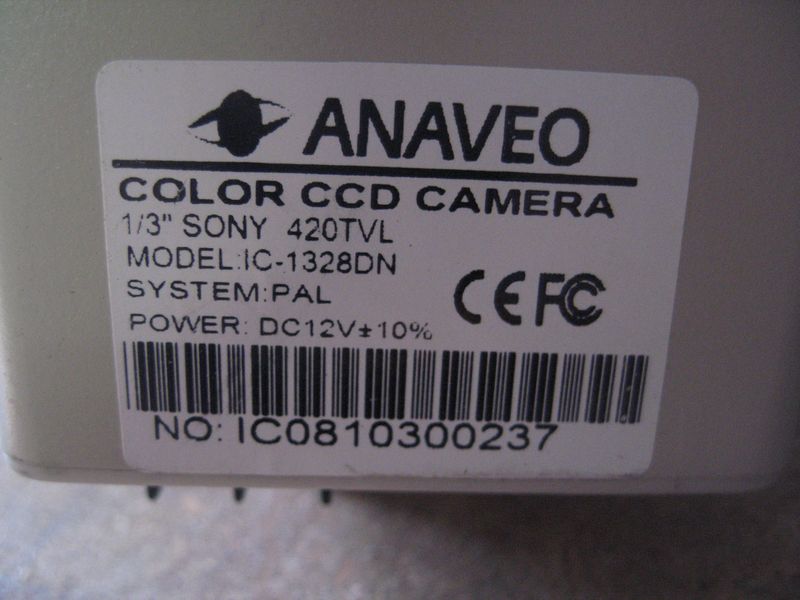 ANAVEO
COLOR CCD CAMERA
1/3" SONY 420TVL
MODEL:IC-1328DN
SYSTEM:PAL
POWER: DC12V±10%
CE FC
NO: IC0810300237